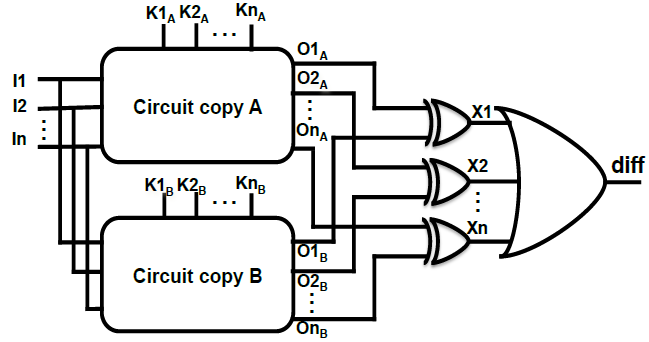 K1A K2A ... KnA
I1
I2
⋮
In
Circuit copy A
O1A
O2A
⋮
OnA
K1B K2B ... KnB
Circuit copy B
O1B
O2B
⋮
OnB
X1
X2
⋮
Xn
diff